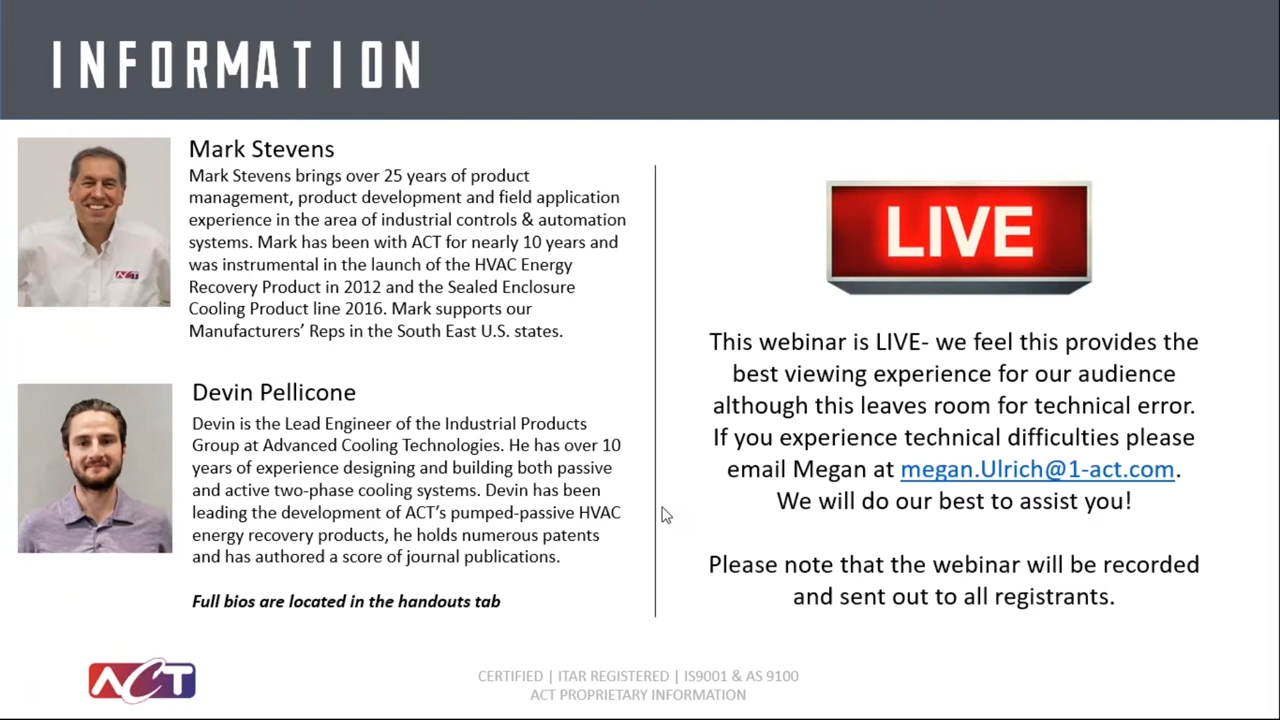 INFORMATION
Mark Stevens
Mark Stevens brings over 25 years of product
management, product development and field application
experience in the area of industrial controls & automation
systems. Mark has been with ACT for nearly 10 years and
was instrumental in the launch of the HVAC Energy
Recovery Product in 2012 and the Sealed Enclosure
Cooling Product line 2016. Mark supports our
Manufacturers' Reps in the South East U.S. states.
ACT
Devin Pellicone
Devin is the Lead Engineer of the Industrial Products
Group at Advanced Cooling Technologies. He has over 10
years of experience designing and building both passive
and active two-phase cooling systems. Devin has been
leading the development of ACT's pumped-passive HVAC
energy recovery products, he holds numerous patents
and has authored a score of journal publications.
Full bios are located in the handouts tab
LIVE
This webinar is LIVE- we feel this provides the
best viewing experience for our audience
although this leaves room for technical error.
If you experience technical difficulties please
email Megan at megan.Ulrich@1-act.com.
We will do our best to assist you!
Please note that the webinar will be recorded
and sent out to all registrants.
ACT
CERTIFIED | ITAR REGISTERED | IS9001 & AS 9100
ACT PROPRIETARY INFORMATION